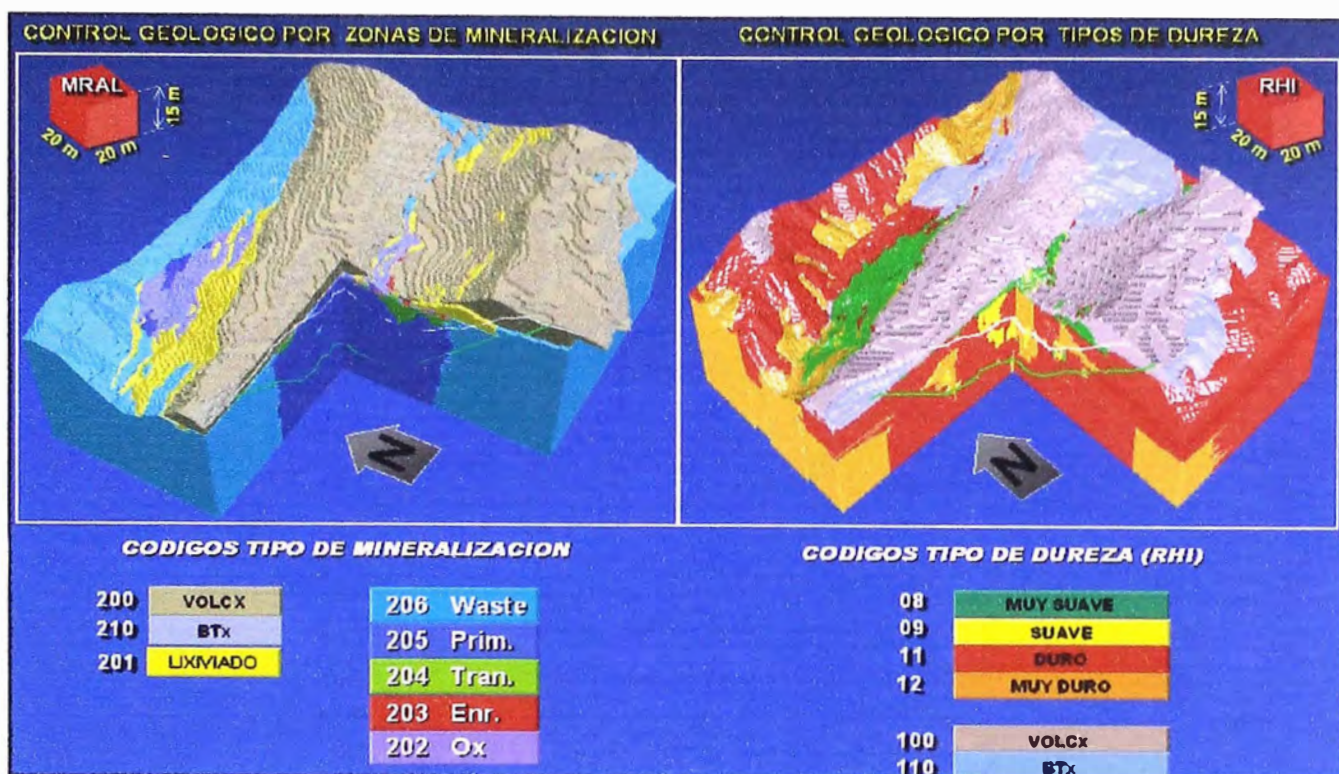 CONTROL GEOLOGICO POR ZONAS DE MINERALIZACION
CONTROL GEOLOGICO POR TIPOS DE DUREZA
MRAL
15 m
20 m
20 m
N
RHI
15 m
20 m
20 m
N
CODIGOS TIPO DE MINERALIZACION
200 VOLCX
210 BTx
201 LIXIVIADO
206 Waste
205 Prim.
204 Tran.
203 Enr.
202 Ox
CODIGOS TIPO DE DUREZA (RHI)
08 MUY SUAVE
09 SUAVE
11 DURO
12 MUY DURO
100 VOLCx
110 BTx